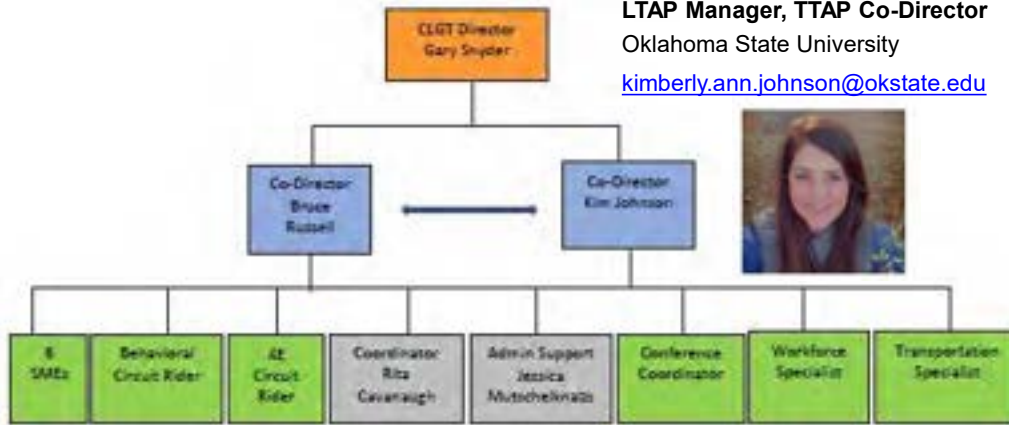 LTAP Manager, TTAP Co-Director
Oklahoma State University
kimberly.ann.johnson@okstate.edu
CLGT Director
Gary Snyder
Co-Director
Bruce
Russell
Co-Director
Kim Johnson
6
SMEs
Behavioral
Circuit Rider
4E
Circuit
Rider
Coordinator
Rita
Cavanaugh
Admin Support
Jessica
Conference
Coordinator
Workforce
Specialist
Transportation
Specialist